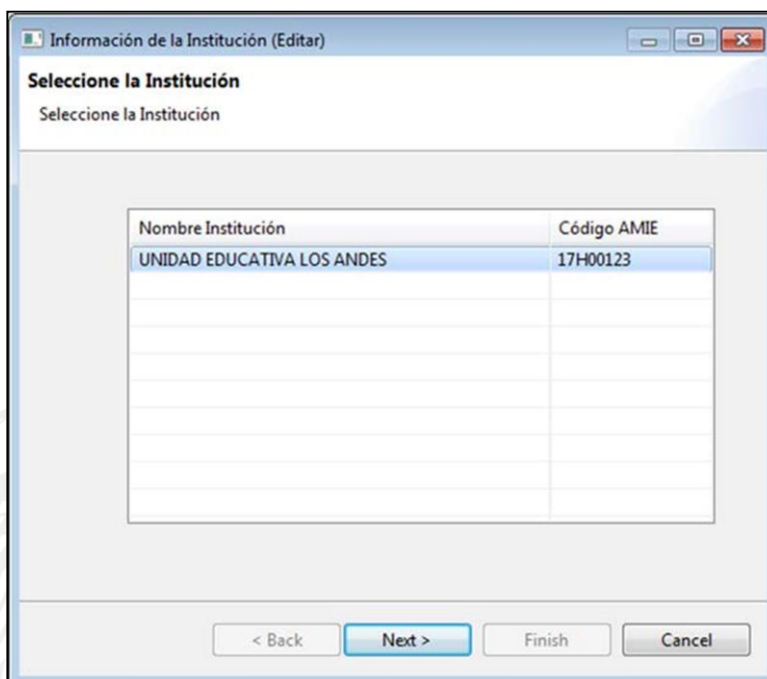 Información de la Institución (Editar)
Seleccione la Institución
Seleccione la Institución
Nombre Institución Código AMIE
UNIDAD EDUCATIVA LOS ANDES 17H00123
< Back Next > Finish Cancel